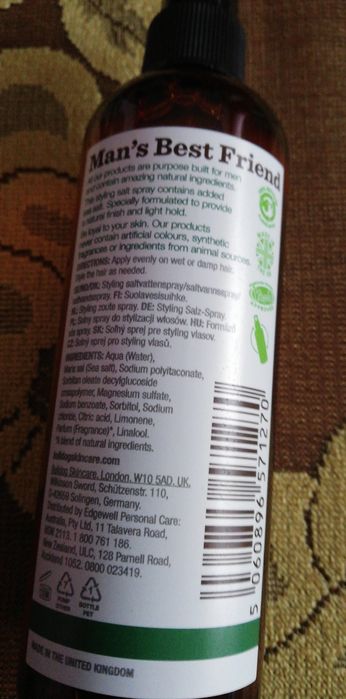 Man's Best Friend
our products are purpose built for men
and contain amazing natural ingredients.
This styling salt spray contains added
sea salt. Specially formulated to provide
natural finish and light hold.
loyal to your skin. Our products
never contain artificial colours, synthetic
fragrances or ingredients from animal sources.
DIRECTIONS: Apply evenly on wet or damp hair.
the hair as needed.
Styling saltvattenspray/saltvannsspray/
FI: Suolavesisuihke.
NL: Styling zoute spray. DE: Styling Salz-Spray.
PL: Solny spray do stylizacji włosów. HU: Formázó
spray. SK: Soľný sprej pre styling vlasov.
CZ: Solný sprej pro styling vlasů.
INGREDIENTS: Aqua (Water),
Maris sal (Sea salt), Sodium polyitaconate,
Sorbitan oleate decylglucoside
crosspolymer, Magnesium sulfate,
Sodium benzoate, Sorbitol, Sodium
chloride, Citric acid, Limonene,
Parfum (Fragrance)*, Linalool.
blend of natural ingredients.
bulldogskincare.com
Bulldog Skincare, London, W10 5AD, UK.
Wilkinson Sword, Schützenstr. 110,
D-42659 Solingen, Germany.
Distributed by Edgewell Personal Care:
Australia, Pty Ltd, 11 Talavera Road,
NSW 2113. 1 800 761 186.
New Zealand, ULC, 128 Parnell Road,
Auckland 1052. 0800 023419.
PUMP
OTHER
BOTTLE
PET
5 060896 571270
MADE IN THE UNITED KINGDOM